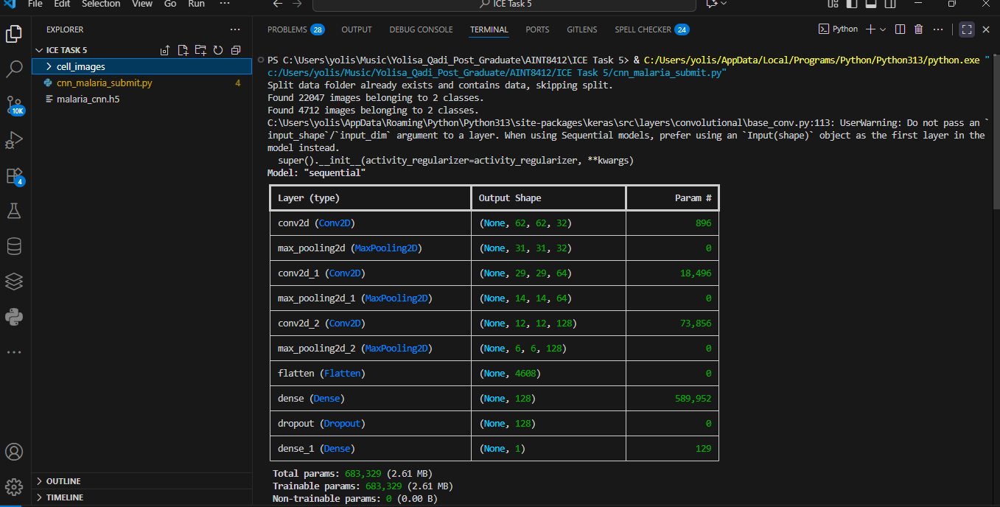 File Edit Selection View Go Run ··· ICE Task 5
EXPLORER ···
ICE TASK 5
cell_images
cnn_malaria_submit.py 4
malaria_cnn.h5
10K
4
OUTLINE
TIMELINE
PROBLEMS 28 OUTPUT DEBUG CONSOLE TERMINAL PORTS GITLENS SPELL CHECKER 24 Python
PS C:\Users\yolis\Music\Yolisa_Qadi_Post_Graduate\AINT8412\ICE Task 5> & C:/Users/yolis/AppData/Local/Programs/Python/Python313/python.exe "
c:/Users/yolis/Music/Yolisa_Qadi_Post_Graduate/AINT8412/ICE Task 5/cnn_malaria_submit.py"
Split data folder already exists and contains data, skipping split.
Found 22047 images belonging to 2 classes.
Found 4712 images belonging to 2 classes.
C:\Users\yolis\AppData\Roaming\Python\Python313\site-packages\keras\src\layers\convolutional\base_conv.py:113: UserWarning: Do not pass an `
input_shape`/`input_dim` argument to a layer. When using Sequential models, prefer using an `Input(shape)` object as the first layer in the
model instead.
super().__init__(activity_regularizer=activity_regularizer, **kwargs)
Model: "sequential"
Layer (type) Output Shape Param #
conv2d (Conv2D) (None, 62, 62, 32) 896
max_pooling2d (MaxPooling2D) (None, 31, 31, 32) 0
conv2d_1 (Conv2D) (None, 29, 29, 64) 18,496
max_pooling2d_1 (MaxPooling2D) (None, 14, 14, 64) 0
conv2d_2 (Conv2D) (None, 12, 12, 128) 73,856
max_pooling2d_2 (MaxPooling2D) (None, 6, 6, 128) 0
flatten (Flatten) (None, 4608) 0
dense (Dense) (None, 128) 589,952
dropout (Dropout) (None, 128) 0
dense_1 (Dense) (None, 1) 129
Total params: 683,329 (2.61 MB)
Trainable params: 683,329 (2.61 MB)
Non-trainable params: 0 (0.00 B)